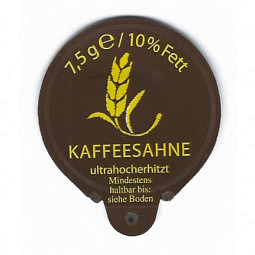 7,5 g ℮ / 10% Fett
KAFFEESAHNE
ultrahocherhitzt
Mindestens
haltbar bis:
siehe Boden